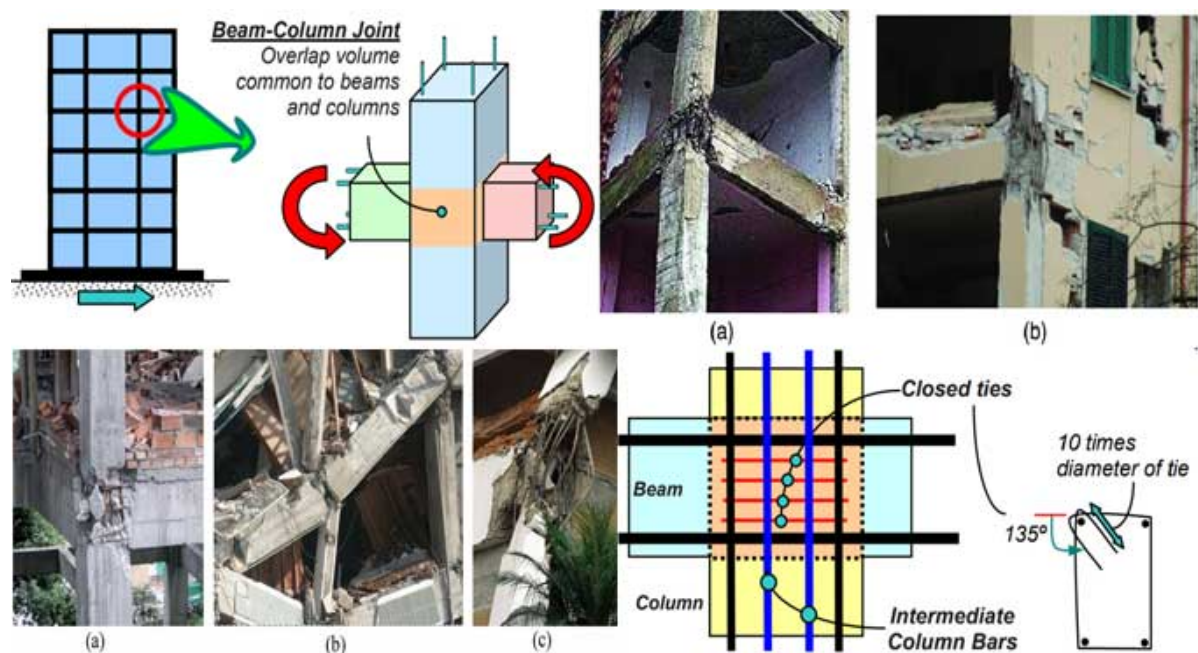 Beam-Column Joint
Overlap volume
common to beams
and columns
(a)
(b)
(a)
(b)
(c)
Closed ties
10 times
diameter of tie
135º
Beam
Column
Intermediate
Column Bars